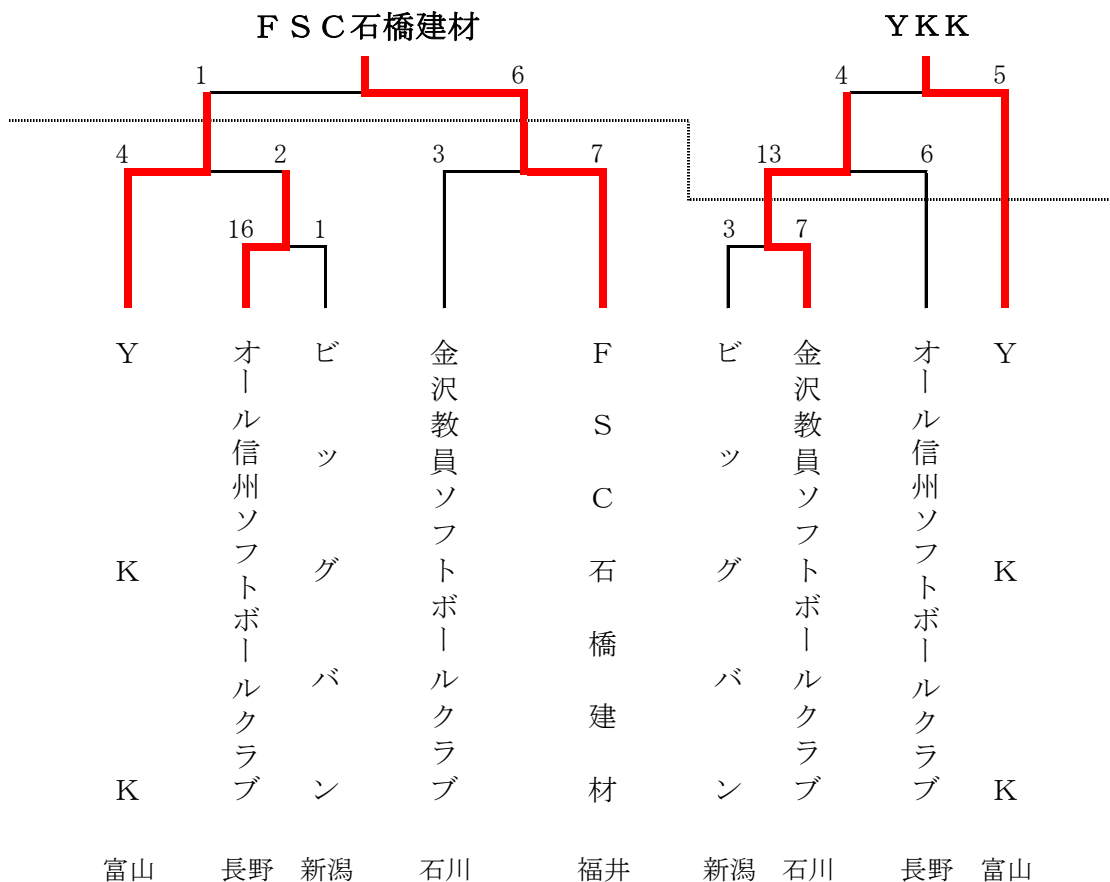 ＦＳＣ石橋建材
ＹＫＫ
1
6
4
5
4
2
3
7
13
6
16
1
3
7
ＹＫＫ
オール信州ソフトボールクラブ
ビッグバン
金沢教員ソフトボールクラブ
ＦＳＣ石橋建材
ビッグバン
金沢教員ソフトボールクラブ
オール信州ソフトボールクラブ
ＹＫＫ
富山
長野
新潟
石川
福井
新潟
石川
長野
富山